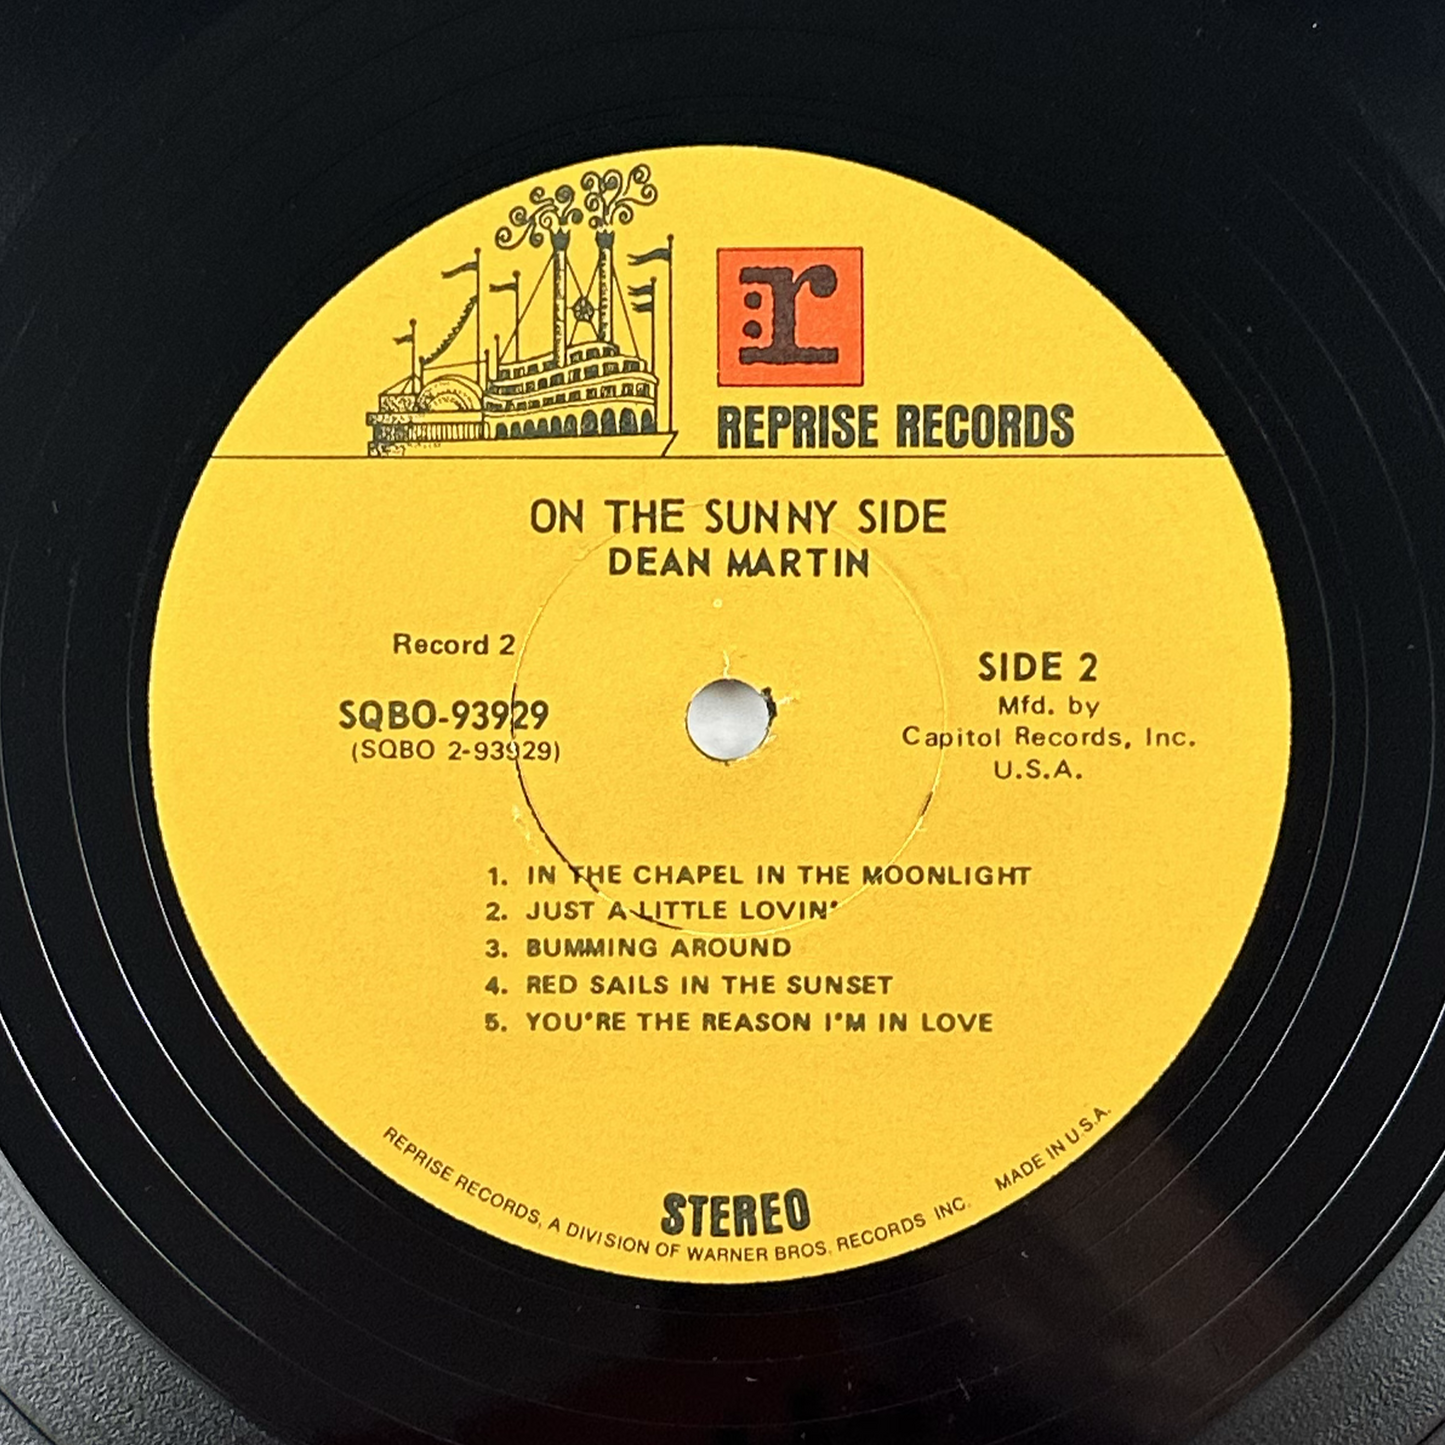 :r
REPRISE RECORDS
ON THE SUNNY SIDE
DEAN MARTIN
Record 2
SQBO-93929
(SQBO 2-93929)
SIDE 2
Mfd. by
Capitol Records, Inc.
U.S.A.
1. IN THE CHAPEL IN THE MOONLIGHT
2. JUST A LITTLE LOVIN'
3. BUMMING AROUND
4. RED SAILS IN THE SUNSET
5. YOU'RE THE REASON I'M IN LOVE
STEREO
REPRISE RECORDS, A DIVISION OF WARNER BROS. RECORDS INC. MADE IN U.S.A.